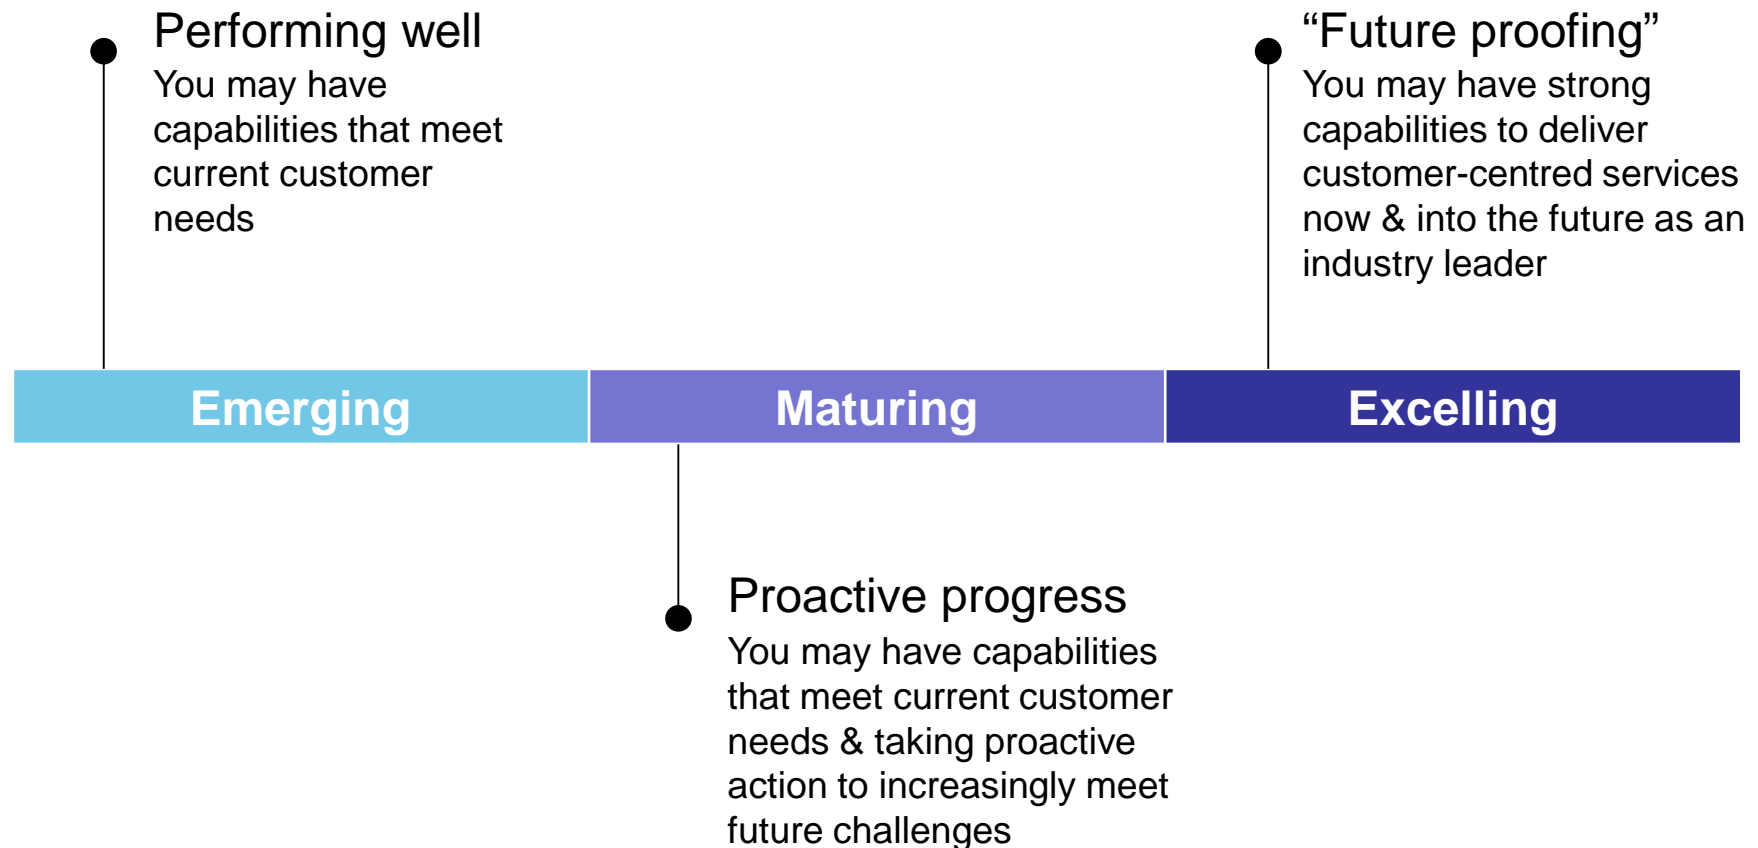 Performing well
You may have
capabilities that meet
current customer
needs
“Future proofing”
You may have strong
capabilities to deliver
customer-centred services
now & into the future as an
industry leader
Emerging
Maturing
Excelling
Proactive progress
You may have capabilities
that meet current customer
needs & taking proactive
action to increasingly meet
future challenges